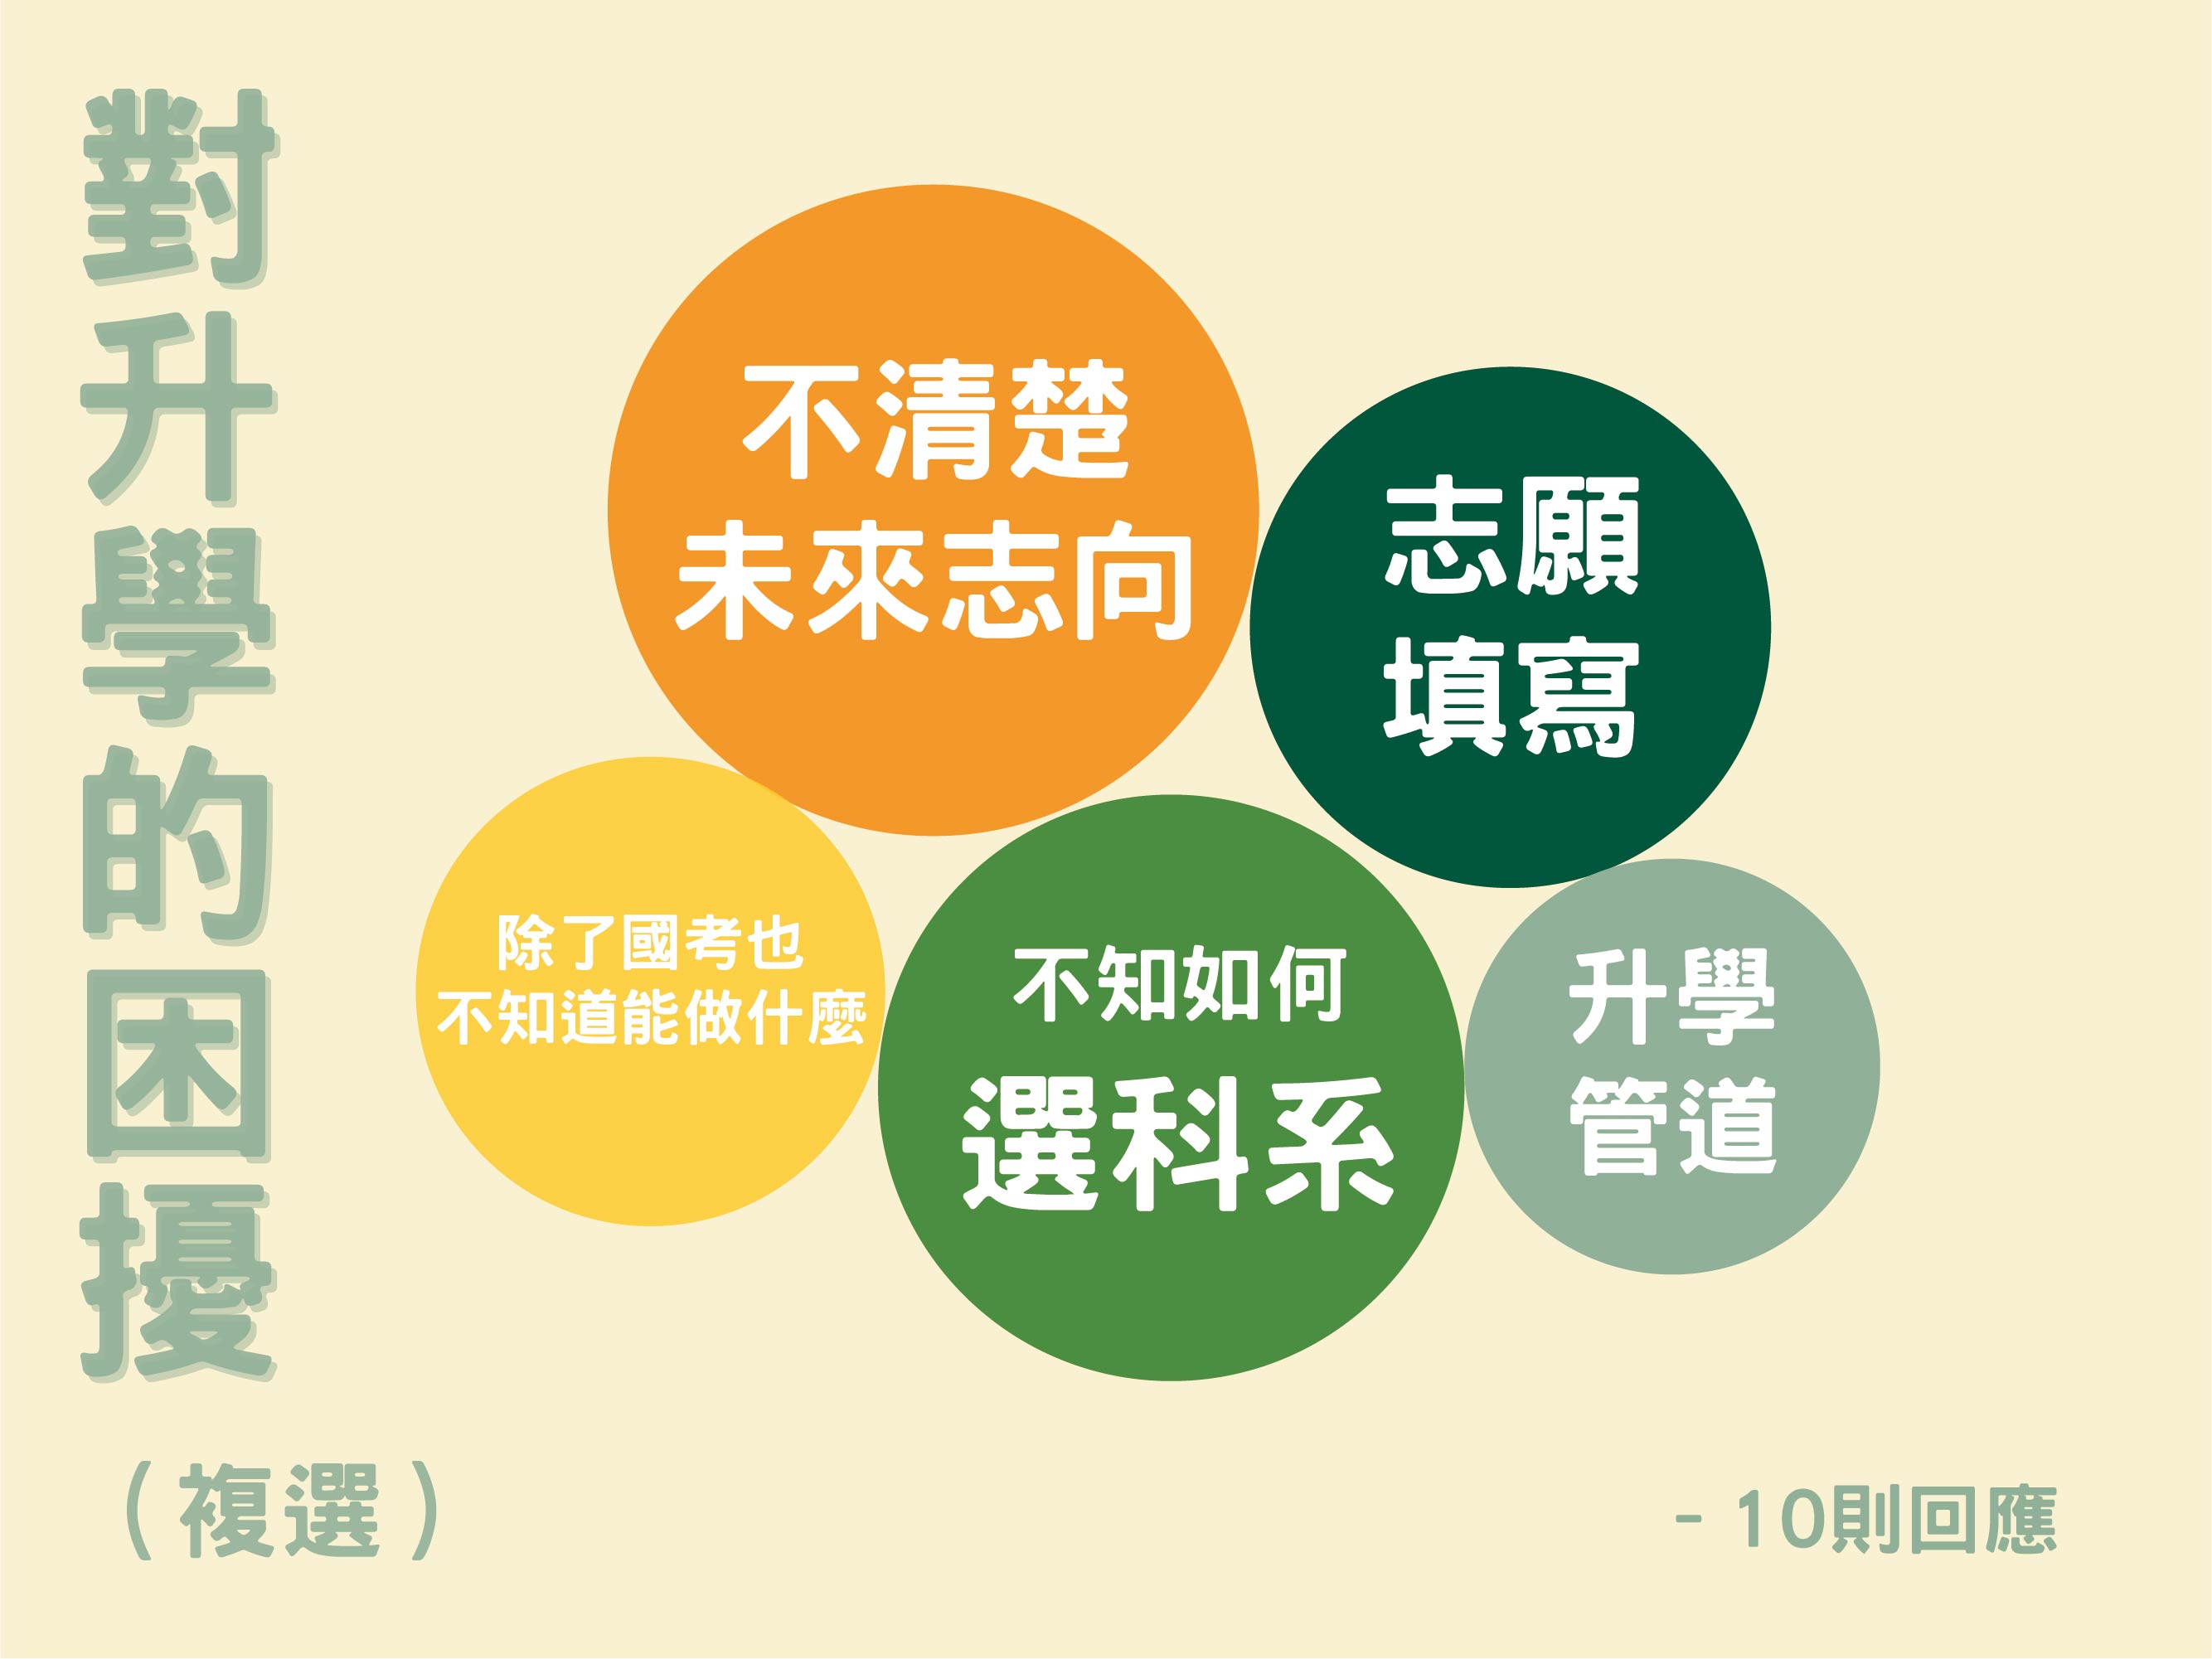 對升學的困擾
（複選）
不清楚
未來志向
志願
填寫
除了國考也
不知道能做什麼
不知如何
選科系
升學
管道
- 10則回應